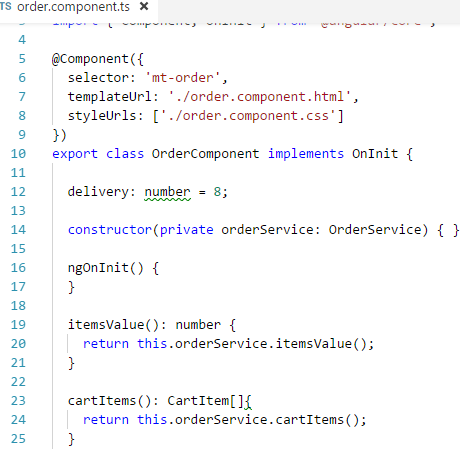 TS order.component.ts ×
3 import { Component, OnInit } from '@angular/core';
4
5 @Component({
6 selector: 'mt-order',
7 templateUrl: './order.component.html',
8 styleUrls: ['./order.component.css']
9 })
10 export class OrderComponent implements OnInit {
11
12 delivery: number = 8;
13
14 constructor(private orderService: OrderService) { }
15
16 ngOnInit() {
17 }
18
19 itemsValue(): number {
20 return this.orderService.itemsValue();
21 }
22
23 cartItems(): CartItem[]{
24 return this.orderService.cartItems();
25 }